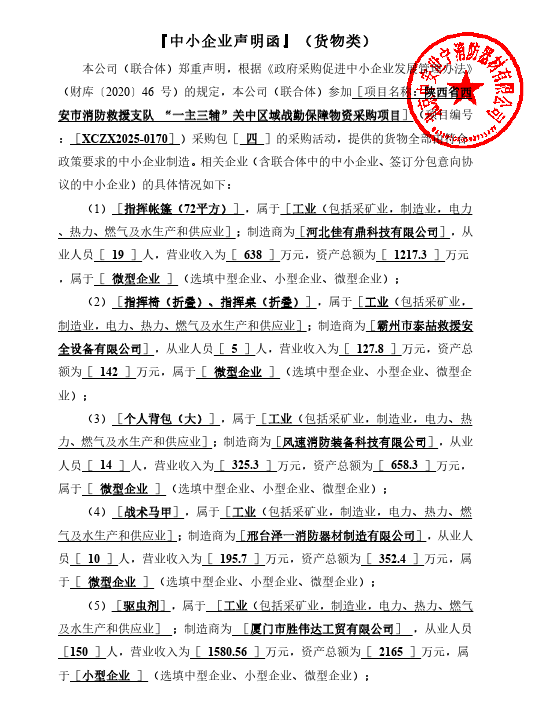 『中小企业声明函』（货物类）
本公司（联合体）郑重声明，根据《政府采购促进中小企业发展管理办法》
（财库〔2020〕46 号）的规定，本公司（联合体）参加［项目名称：陕西省西
安市消防救援支队 “一主三辅”关中区域战勤保障物资采购项目］（项目编号
：［XCZX2025-0170］）采购包［ 四 ］的采购活动，提供的货物全部由符合
政策要求的中小企业制造。相关企业（含联合体中的中小企业、签订分包意向协
议的中小企业）的具体情况如下：
（1）［指挥帐篷（72平方）］，属于［工业（包括采矿业，制造业，电力
、热力、燃气及水生产和供应业］；制造商为［河北佳有鼎科技有限公司］，从
业人员［ 19 ］人，营业收入为［ 638 ］万元，资产总额为［ 1217.3 ］万元
，属于［ 微型企业 ］（选填中型企业、小型企业、微型企业）；
（2）［指挥椅（折叠）、指挥桌（折叠）］，属于［工业（包括采矿业，
制造业，电力、热力、燃气及水生产和供应业］；制造商为［霸州市泰喆救援安
全设备有限公司］，从业人员［ 5 ］人，营业收入为［ 127.8 ］万元，资产总
额为［ 142 ］万元，属于［ 微型企业 ］（选填中型企业、小型企业、微型企
业）；
（3）［个人背包（大）］，属于［工业（包括采矿业，制造业，电力、热
力、燃气及水生产和供应业］；制造商为［风速消防装备科技有限公司］，从业
人员［ 14 ］人，营业收入为［ 325.3 ］万元，资产总额为［ 658.3 ］万元，
属于［ 微型企业 ］（选填中型企业、小型企业、微型企业）；
（4）［战术马甲］，属于［工业（包括采矿业，制造业，电力、热力、燃
气及水生产和供应业］；制造商为［邢台泽一消防器材制造有限公司］，从业人
员［ 10 ］人，营业收入为［ 195.7 ］万元，资产总额为［ 352.4 ］万元，属
于［ 微型企业 ］（选填中型企业、小型企业、微型企业）；
（5）［驱虫剂］，属于 ［工业（包括采矿业，制造业，电力、热力、燃气
及水生产和供应业］ ；制造商为 ［厦门市胜伟达工贸有限公司］ ，从业人员
［150 ］人，营业收入为［ 1580.56 ］万元，资产总额为［ 2165 ］万元，属
于［小型企业 ］（选填中型企业、小型企业、微型企业）；